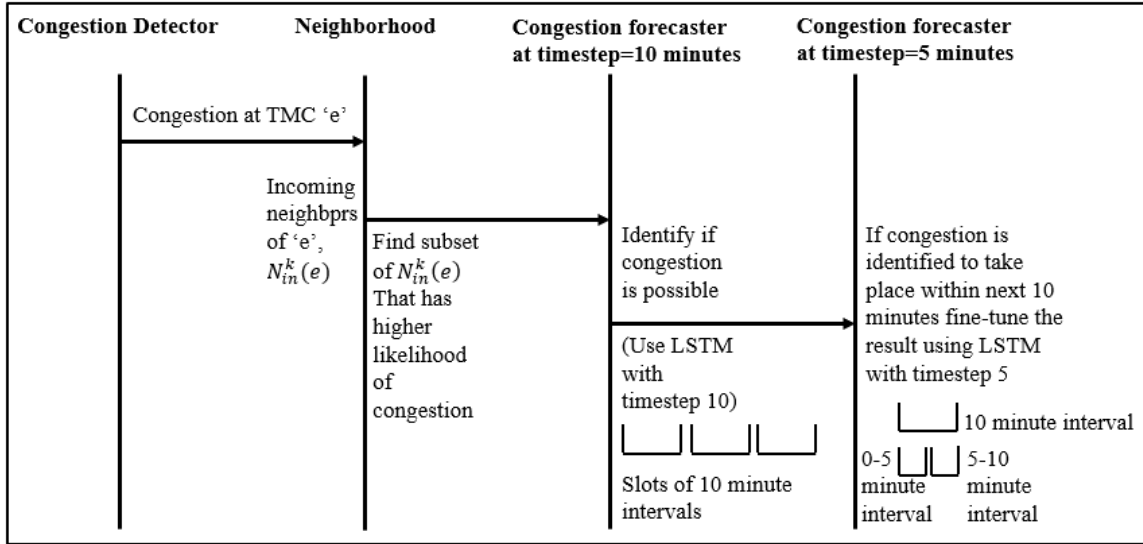 Congestion Detector
Neighborhood
Congestion forecaster
at timestep=10 minutes
Congestion forecaster
at timestep=5 minutes
Congestion at TMC ‘e’
Incoming
neighbprs
of ‘e’,
$N_{in}^{k}(e)$
Find subset
of $N_{in}^{k}(e)$
That has
higher
likelihood
of
congestion
Identify if
congestion
is possible
(Use LSTM
with
timestep 10)
Slots of 10 minute
intervals
If congestion is
identified to take
place within next 10
minutes fine-tune the
result using LSTM
with timestep 5
10 minute interval
0-5
minute
interval
5-10
minute
interval